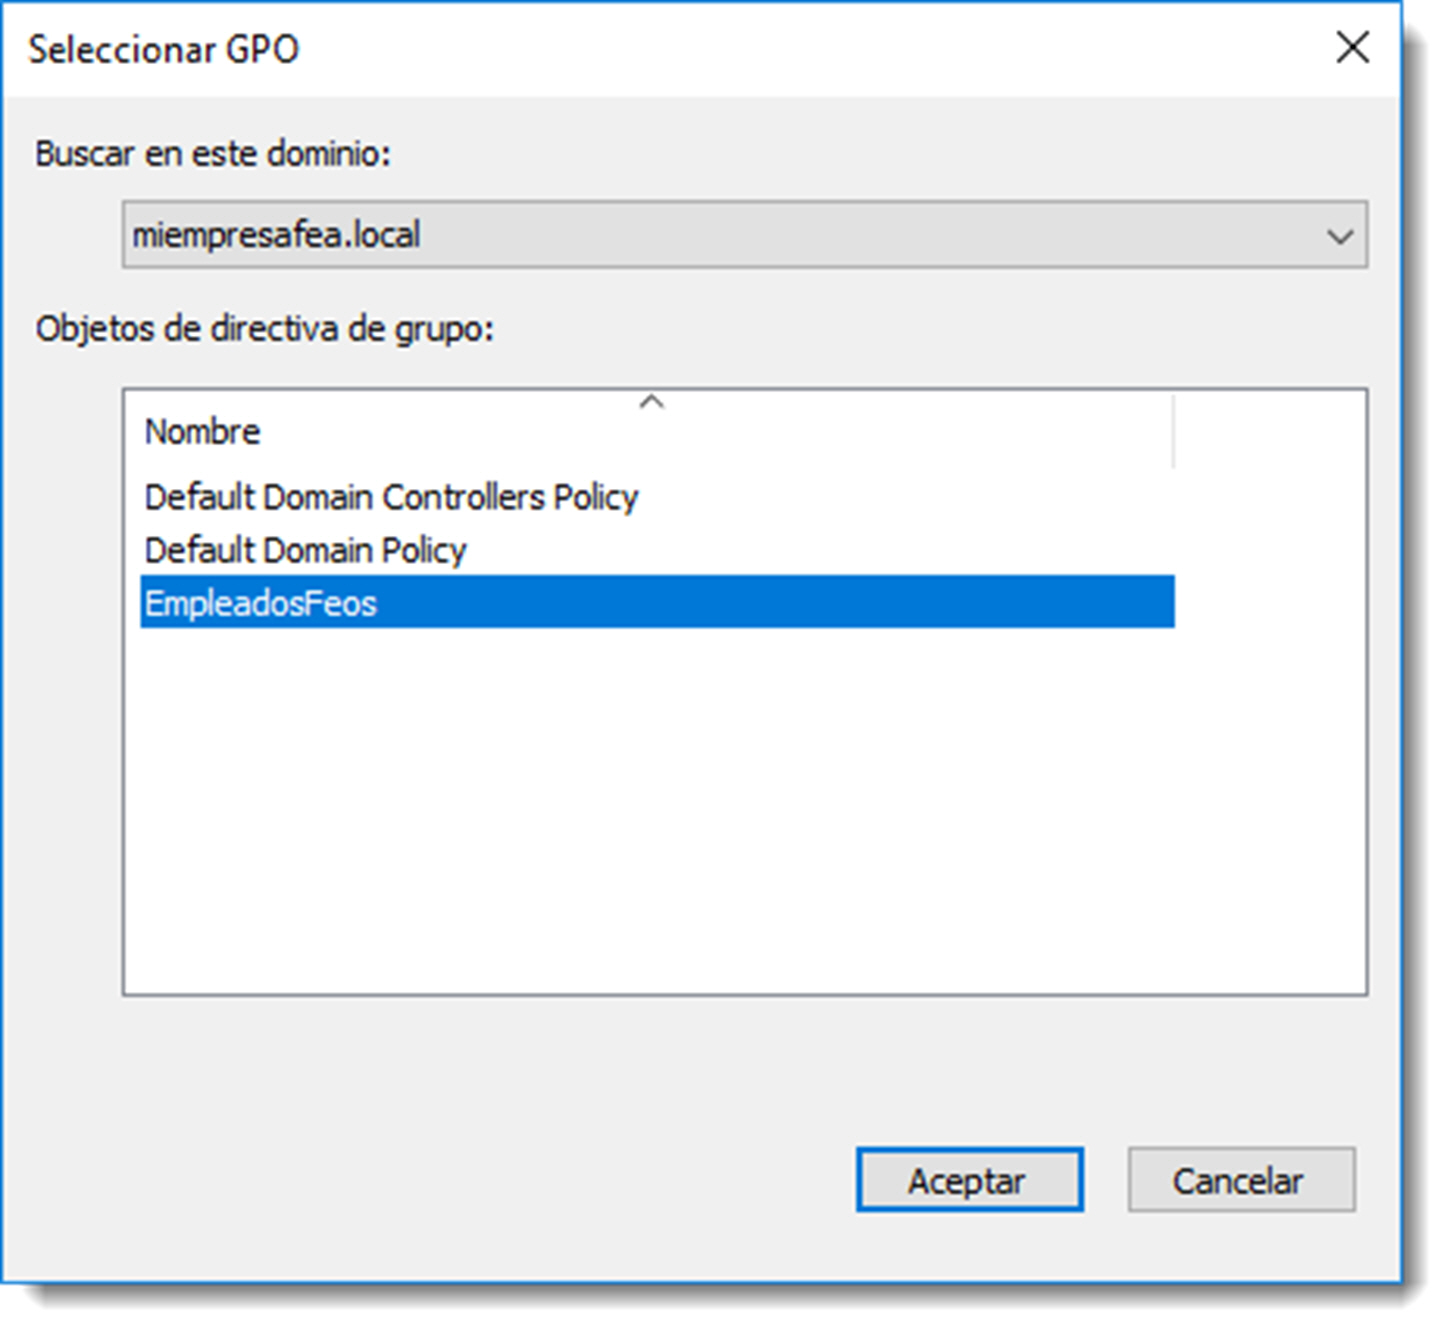 Seleccionar GPO
Buscar en este dominio:
miempresafea.local
Objetos de directiva de grupo:
Nombre
Default Domain Controllers Policy
Default Domain Policy
EmpleadosFeos
Aceptar Cancelar